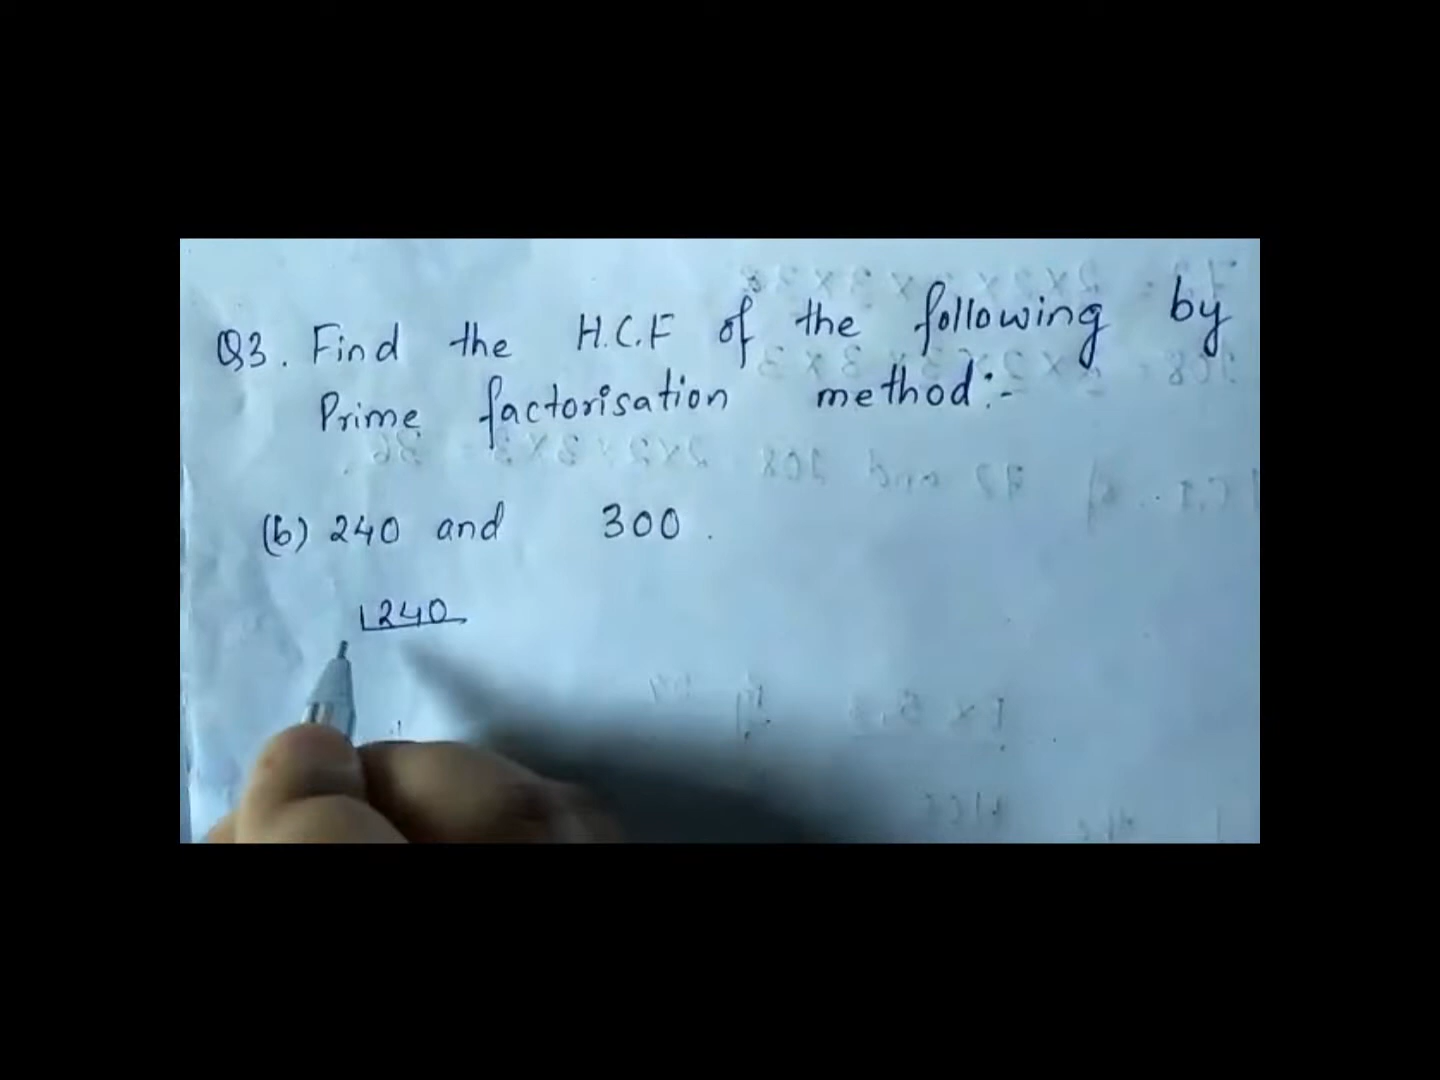 Q3. Find the H.C.F of the following by
Prime factorisation method:-
(b) 240 and 300.
240